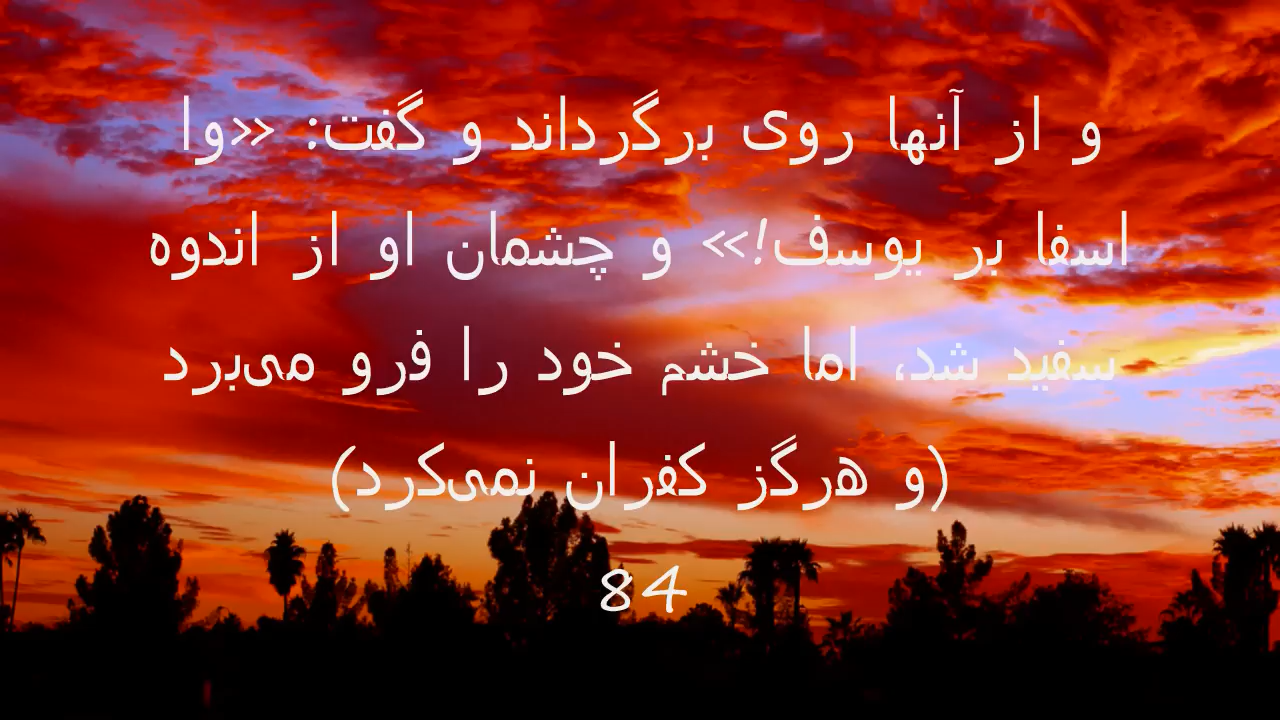 و از آنها روی برگرداند و گفت: «وا
اسفا بر یوسف!» و چشمان او از اندوه
سفید شد، اما خشم خود را فرو می‌برد
(و هرگز کفران نمی‌کرد)
84